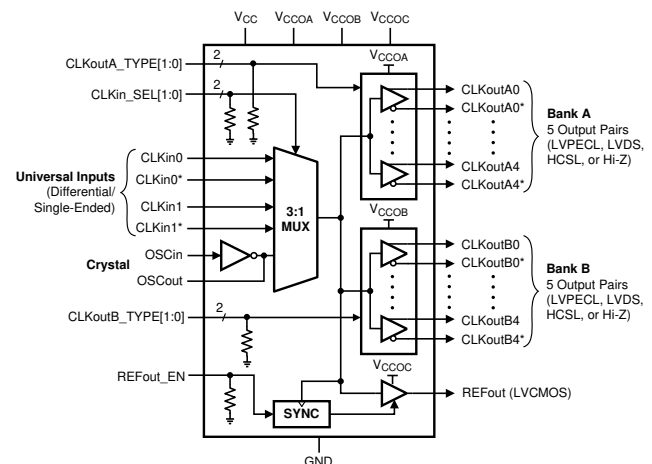 VCC VCCOA VCCOB VCCOC
CLKoutA_TYPE[1:0]
2
CLKin_SEL[1:0]
2
VCCOA
CLKoutA0
CLKoutA0*
CLKoutA4
CLKoutA4*
Bank A
5 Output Pairs
(LVPECL, LVDS,
HCSL, or Hi-Z)
Universal Inputs
(Differential/
Single-Ended)
CLKin0
CLKin0*
CLKin1
CLKin1*
3:1
MUX
Crystal
OSCin
OSCout
VCCOB
CLKoutB0
CLKoutB0*
CLKoutB4
CLKoutB4*
Bank B
5 Output Pairs
(LVPECL, LVDS,
HCSL, or Hi-Z)
CLKoutB_TYPE[1:0]
2
REFout_EN
SYNC
VCCOC
REFout (LVCMOS)
GND